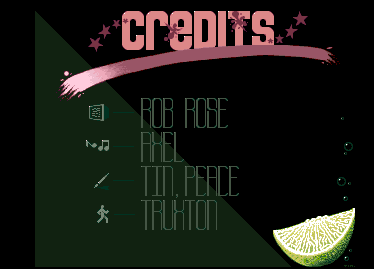 CREDITS
ROB ROSE
AXEL
TIN, PEACE
TRUXTON